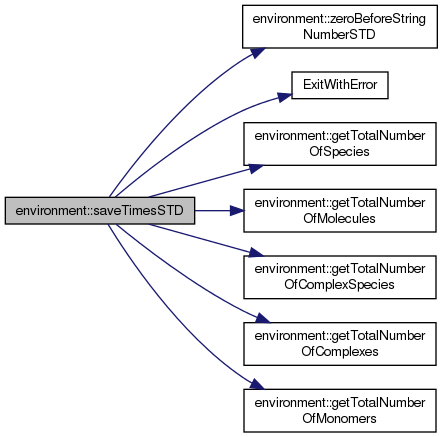 environment::zeroBeforeString
NumberSTD
ExitWithError
environment::getTotalNumber
OfSpecies
environment::saveTimesSTD
environment::getTotalNumber
OfMolecules
environment::getTotalNumber
OfComplexSpecies
environment::getTotalNumber
OfComplexes
environment::getTotalNumber
OfMonomers